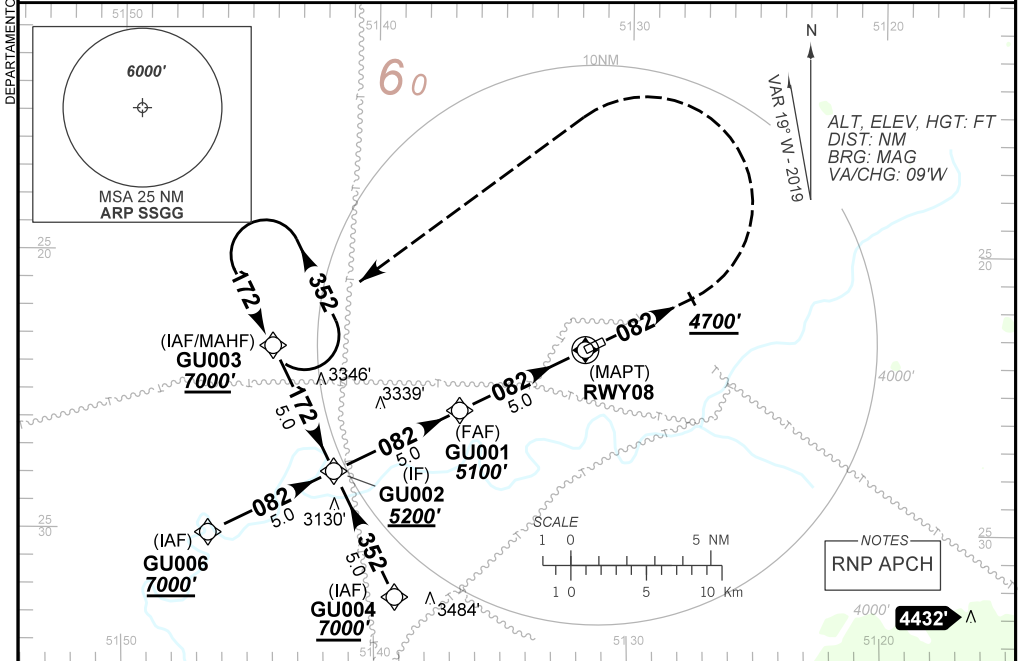 DEPARTAMENTO
51 50
51 40
51 30
51 20
6000'
MSA 25 NM
ARP SSGG
60
10NM
N
VAR 19° W - 2019
ALT, ELEV, HGT: FT
DIST: NM
BRG: MAG
VA/CHG: 09'W
25
20
25
20
172
352
(IAF/MAHF)
GU003
7000'
082
4700'
(MAPT)
RWY08
3346'
3339'
4000'
172
5.0
082
5.0
082
5.0
(FAF)
GU001
5100'
(IF)
GU002
5200'
082
5.0
3130'
25
30
25
30
(IAF)
GU006
7000'
352
5.0
(IAF)
GU004
7000'
3484'
SCALE
1 0 5 NM
1 0 5 10 Km
NOTES
RNP APCH
4000'
4432'
51 50
51 40
51 30
51 20